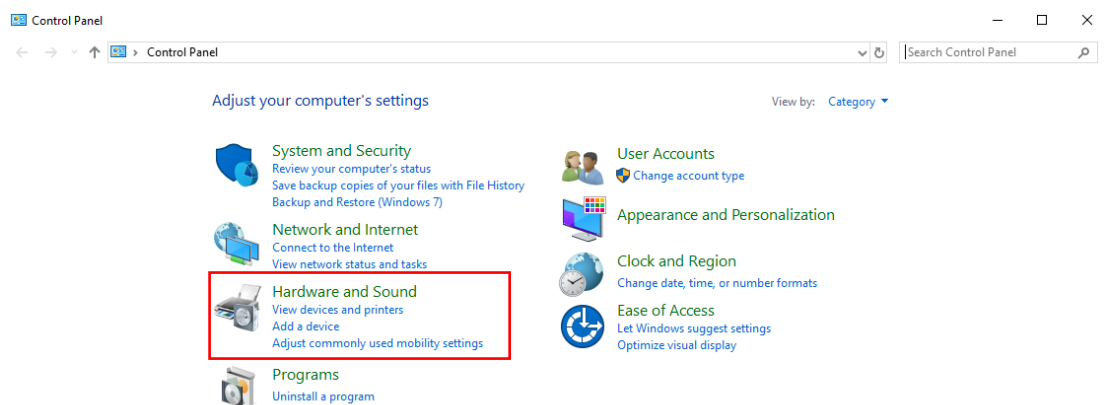 Control Panel
Control Panel
Search Control Panel
Adjust your computer's settings
View by: Category
System and Security
Review your computer's status
Save backup copies of your files with File History
Backup and Restore (Windows 7)
Network and Internet
Connect to the Internet
View network status and tasks
Hardware and Sound
View devices and printers
Add a device
Adjust commonly used mobility settings
Programs
Uninstall a program
User Accounts
Change account type
Appearance and Personalization
Clock and Region
Change date, time, or number formats
Ease of Access
Let Windows suggest settings
Optimize visual display